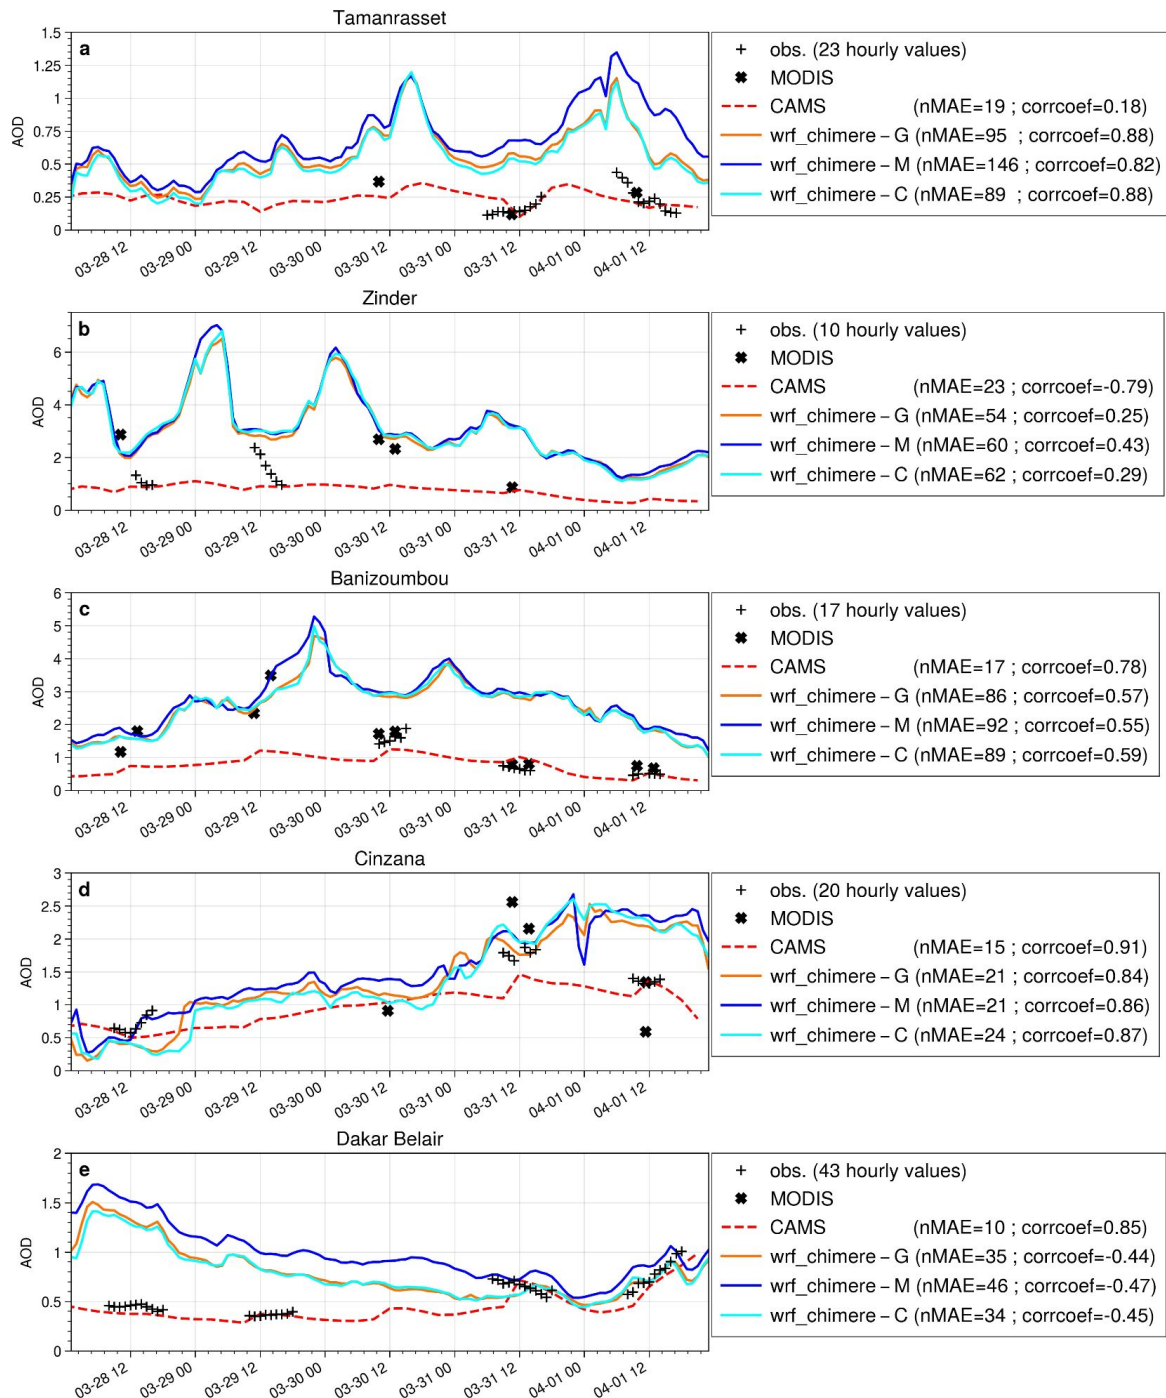 Tamanrasset
a
AOD
1.5
1.25
1
0.75
0.5
0.25
0
03-28 12
03-29 00
03-29 12
03-30 00
03-30 12
03-31 00
03-31 12
04-01 00
04-01 12
obs. (23 hourly values)
MODIS
CAMS (nMAE=19 ; corrcoef=0.18)
wrf_chimere - G (nMAE=95 ; corrcoef=0.88)
wrf_chimere - M (nMAE=146 ; corrcoef=0.82)
wrf_chimere - C (nMAE=89 ; corrcoef=0.88)
Zinder
b
AOD
6
4
2
0
03-28 12
03-29 00
03-29 12
03-30 00
03-30 12
03-31 00
03-31 12
04-01 00
04-01 12
obs. (10 hourly values)
MODIS
CAMS (nMAE=23 ; corrcoef=-0.79)
wrf_chimere - G (nMAE=54 ; corrcoef=0.25)
wrf_chimere - M (nMAE=60 ; corrcoef=0.43)
wrf_chimere - C (nMAE=62 ; corrcoef=0.29)
Banizoumbou
c
AOD
6
5
4
3
2
1
0
03-28 12
03-29 00
03-29 12
03-30 00
03-30 12
03-31 00
03-31 12
04-01 00
04-01 12
obs. (17 hourly values)
MODIS
CAMS (nMAE=17 ; corrcoef=0.78)
wrf_chimere - G (nMAE=86 ; corrcoef=0.57)
wrf_chimere - M (nMAE=92 ; corrcoef=0.55)
wrf_chimere - C (nMAE=89 ; corrcoef=0.59)
Cinzana
d
AOD
3
2.5
2
1.5
1
0.5
0
03-28 12
03-29 00
03-29 12
03-30 00
03-30 12
03-31 00
03-31 12
04-01 00
04-01 12
obs. (20 hourly values)
MODIS
CAMS (nMAE=15 ; corrcoef=0.91)
wrf_chimere - G (nMAE=21 ; corrcoef=0.84)
wrf_chimere - M (nMAE=21 ; corrcoef=0.86)
wrf_chimere - C (nMAE=24 ; corrcoef=0.87)
Dakar Belair
e
AOD
2
1.5
1
0.5
0
03-28 12
03-29 00
03-29 12
03-30 00
03-30 12
03-31 00
03-31 12
04-01 00
04-01 12
obs. (43 hourly values)
MODIS
CAMS (nMAE=10 ; corrcoef=0.85)
wrf_chimere - G (nMAE=35 ; corrcoef=-0.44)
wrf_chimere - M (nMAE=46 ; corrcoef=-0.47)
wrf_chimere - C (nMAE=34 ; corrcoef=-0.45)